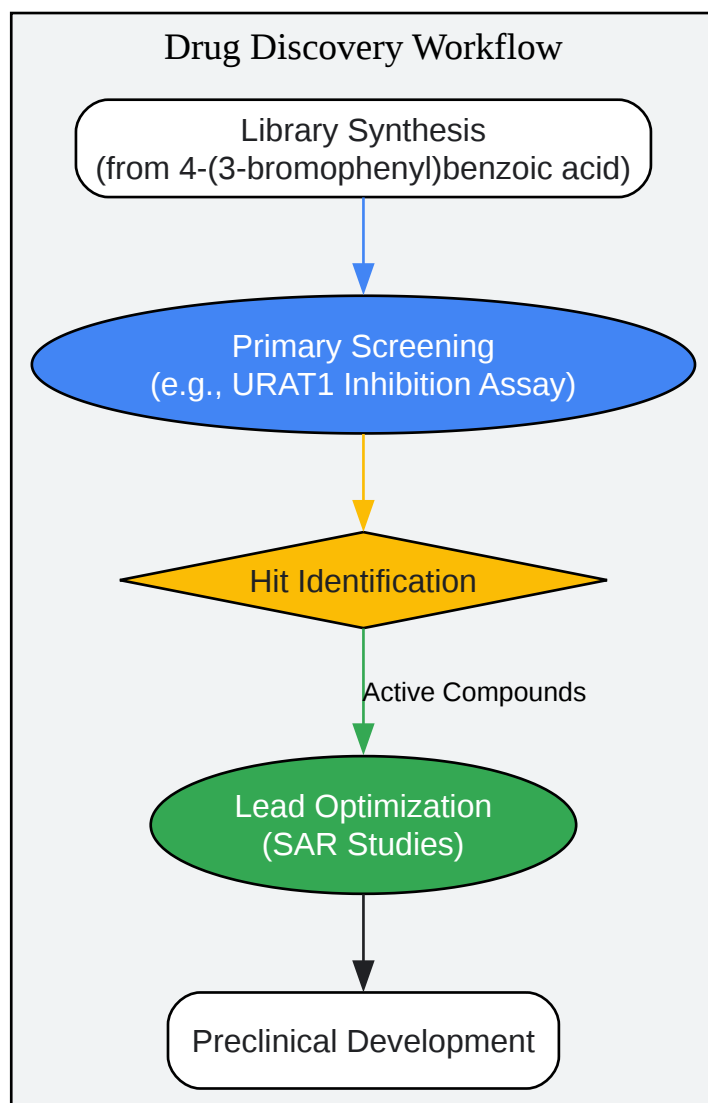 Drug Discovery Workflow
Library Synthesis
(from 4-(3-bromophenyl)benzoic acid)
Primary Screening
(e.g., URAT1 Inhibition Assay)
Hit Identification
Active Compounds
Lead Optimization
(SAR Studies)
Preclinical Development